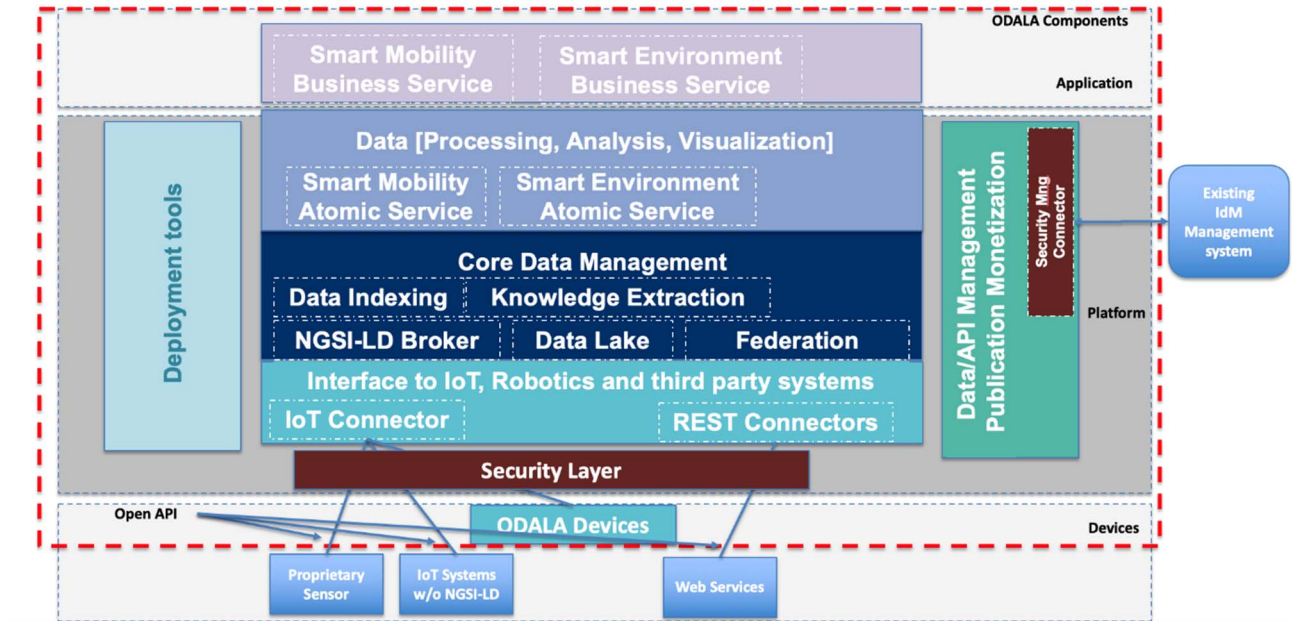 ODALA Components
Application
Smart Mobility
Business Service
Smart Environment
Business Service
Deployment tools
Data [Processing, Analysis, Visualization]
Smart Mobility
Atomic Service
Smart Environment
Atomic Service
Core Data Management
Data Indexing
Knowledge Extraction
NGSI-LD Broker
Data Lake
Federation
Interface to IoT, Robotics and third party systems
IoT Connector
REST Connectors
Security Layer
Data/API Management
Publication Monetization
Security Mng
Connector
Existing
IdM
Management
system
Platform
Open API
ODALA Devices
Devices
Proprietary
Sensor
IoT Systems
w/o NGSI-LD
Web Services